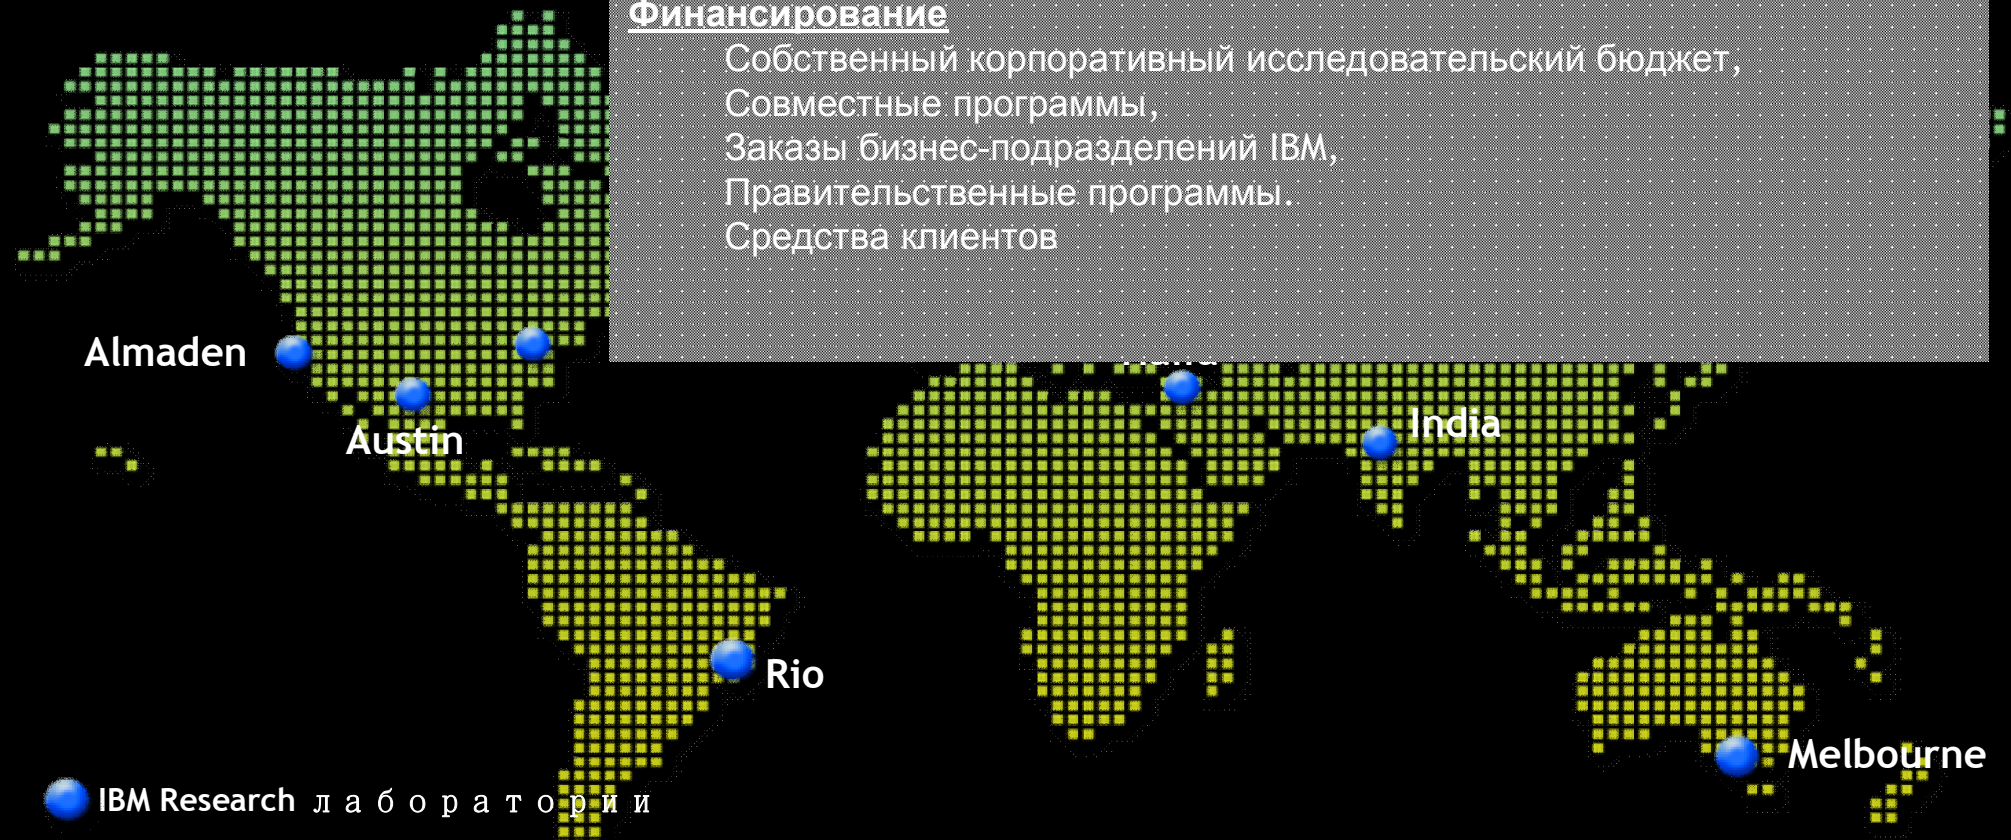 Финансирование
Собственный корпоративный исследовательский бюджет,
Совместные программы,
Заказы бизнес-подразделений IBM,
Правительственные программы.
Средства клиентов
Almaden
Austin
India
Rio
Melbourne
IBM Research лаборатории